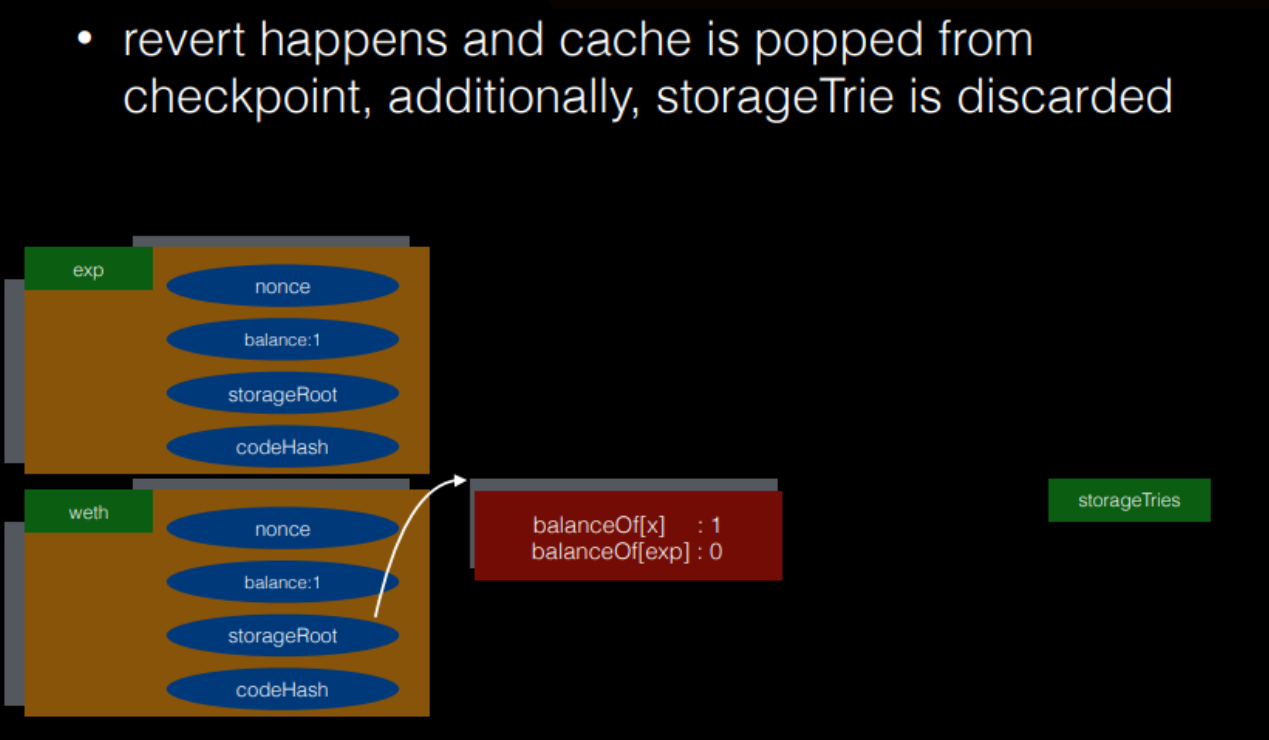 • revert happens and cache is popped from
checkpoint, additionally, storageTrie is discarded
exp
nonce
balance:1
storageRoot
codeHash
weth
nonce
balance:1
storageRoot
codeHash
balanceOf[x] : 1
balanceOf[exp] : 0
storageTries